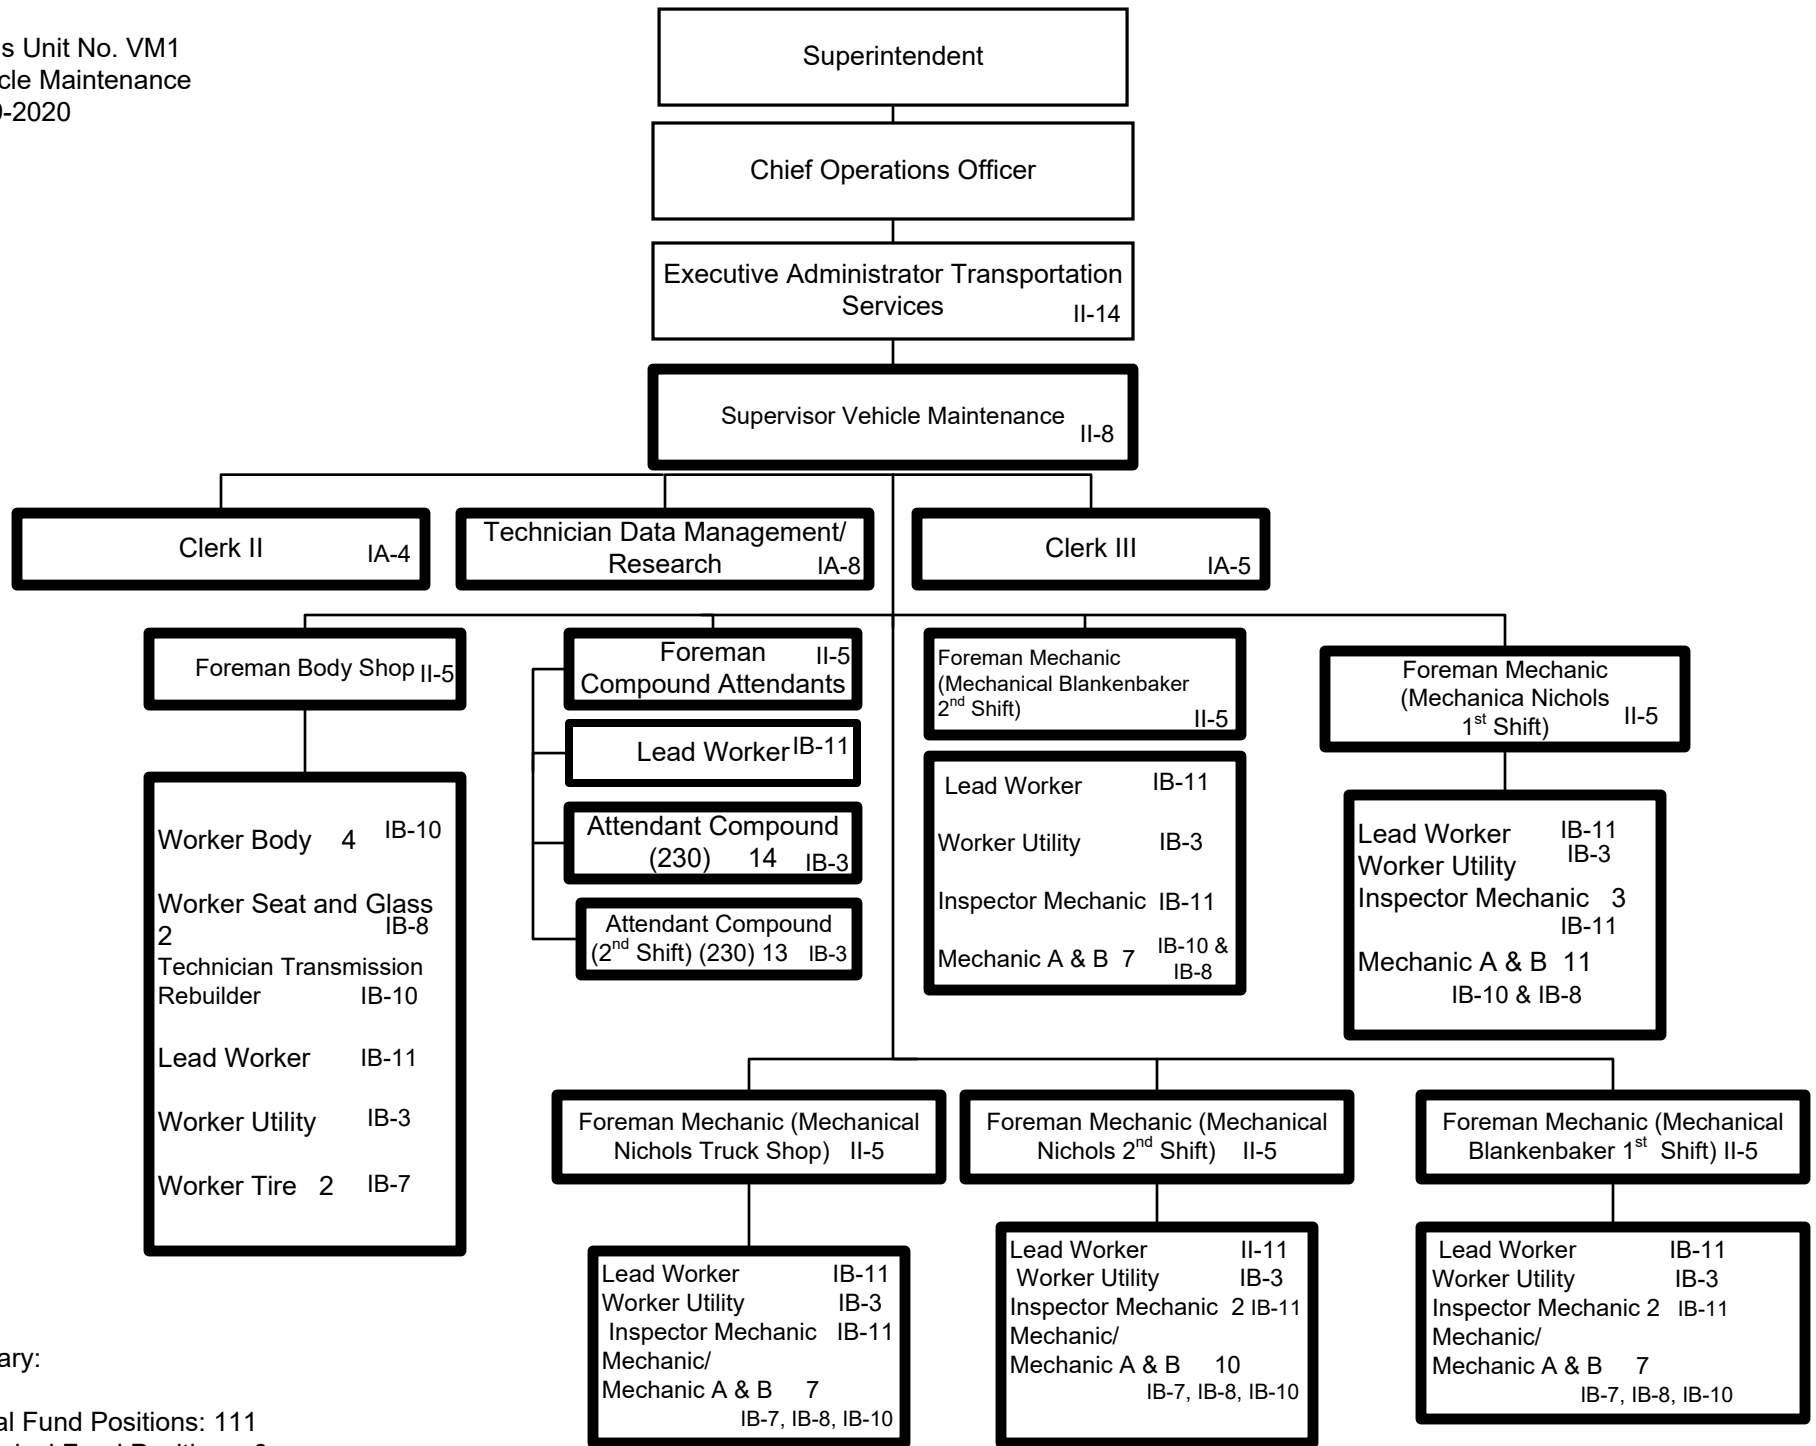 s Unit No. VM1
cle Maintenance
-2020
Superintendent
Chief Operations Officer
Executive Administrator Transportation
Services II-14
Supervisor Vehicle Maintenance
II-8
Clerk II IA-4
Technician Data Management/
Research IA-8
Clerk III IA-5
Foreman Body Shop II-5
Worker Body 4 IB-10
Worker Seat and Glass
2 IB-8
Technician Transmission
Rebuilder IB-10
Lead Worker IB-11
Worker Utility IB-3
Worker Tire 2 IB-7
Foreman II-5
Compound Attendants
Lead Worker IB-11
Attendant Compound
(230) 14 IB-3
Attendant Compound
(2nd Shift) (230) 13 IB-3
Foreman Mechanic
(Mechanical Blankenbaker
2nd Shift)
II-5
Lead Worker IB-11
Worker Utility IB-3
Inspector Mechanic IB-11
Mechanic A & B 7 IB-10 &
IB-8
Foreman Mechanic
(Mechanica Nichols
1st Shift) II-5
Lead Worker IB-11
Worker Utility IB-3
Inspector Mechanic 3
IB-11
Mechanic A & B 11
IB-10 & IB-8
Foreman Mechanic (Mechanical
Nichols Truck Shop) II-5
Lead Worker IB-11
Worker Utility IB-3
Inspector Mechanic IB-11
Mechanic/
Mechanic A & B 7
IB-7, IB-8, IB-10
Foreman Mechanic (Mechanical
Nichols 2nd Shift) II-5
Lead Worker II-11
Worker Utility IB-3
Inspector Mechanic 2 IB-11
Mechanic/
Mechanic A & B 10
IB-7, IB-8, IB-10
Foreman Mechanic (Mechanical
Blankenbaker 1st Shift) II-5
Lead Worker IB-11
Worker Utility IB-3
Inspector Mechanic 2 IB-11
Mechanic/
Mechanic A & B 7
IB-7, IB-8, IB-10
ary:
al Fund Positions: 111